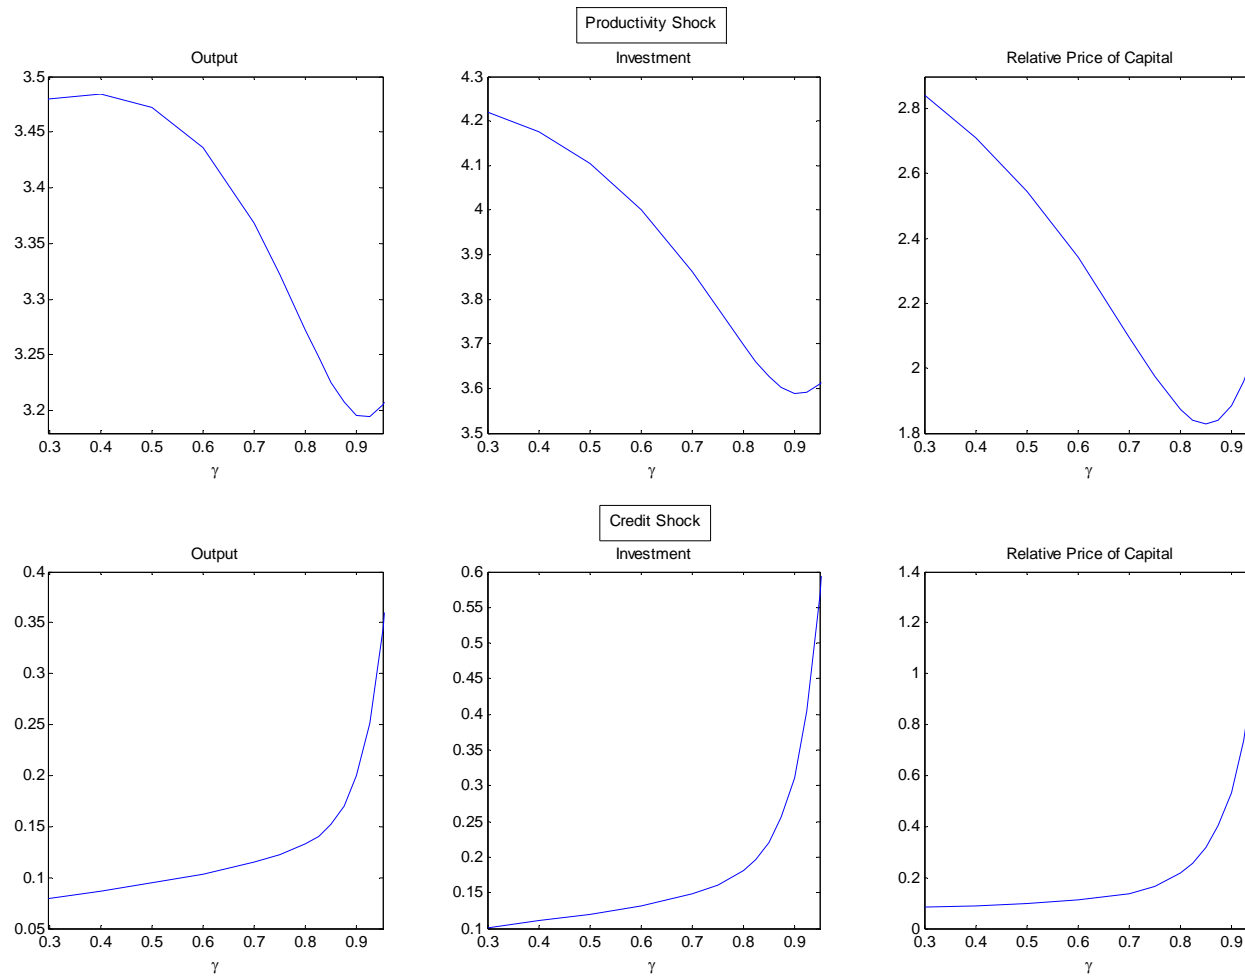 Productivity Shock
Output
Investment
Relative Price of Capital
3.5
3.45
3.4
3.35
3.3
3.25
3.2
0.3 0.4 0.5 0.6 0.7 0.8 0.9
γ
4.3
4.2
4.1
4
3.9
3.8
3.7
3.6
3.5
0.3 0.4 0.5 0.6 0.7 0.8 0.9
γ
2.8
2.6
2.4
2.2
2
1.8
0.3 0.4 0.5 0.6 0.7 0.8 0.9
γ
Credit Shock
Output
Investment
Relative Price of Capital
0.4
0.35
0.3
0.25
0.2
0.15
0.1
0.05
0.3 0.4 0.5 0.6 0.7 0.8 0.9
γ
0.6
0.55
0.5
0.45
0.4
0.35
0.3
0.25
0.2
0.15
0.1
0.3 0.4 0.5 0.6 0.7 0.8 0.9
γ
1.4
1.2
1
0.8
0.6
0.4
0.2
0
0.3 0.4 0.5 0.6 0.7 0.8 0.9
γ